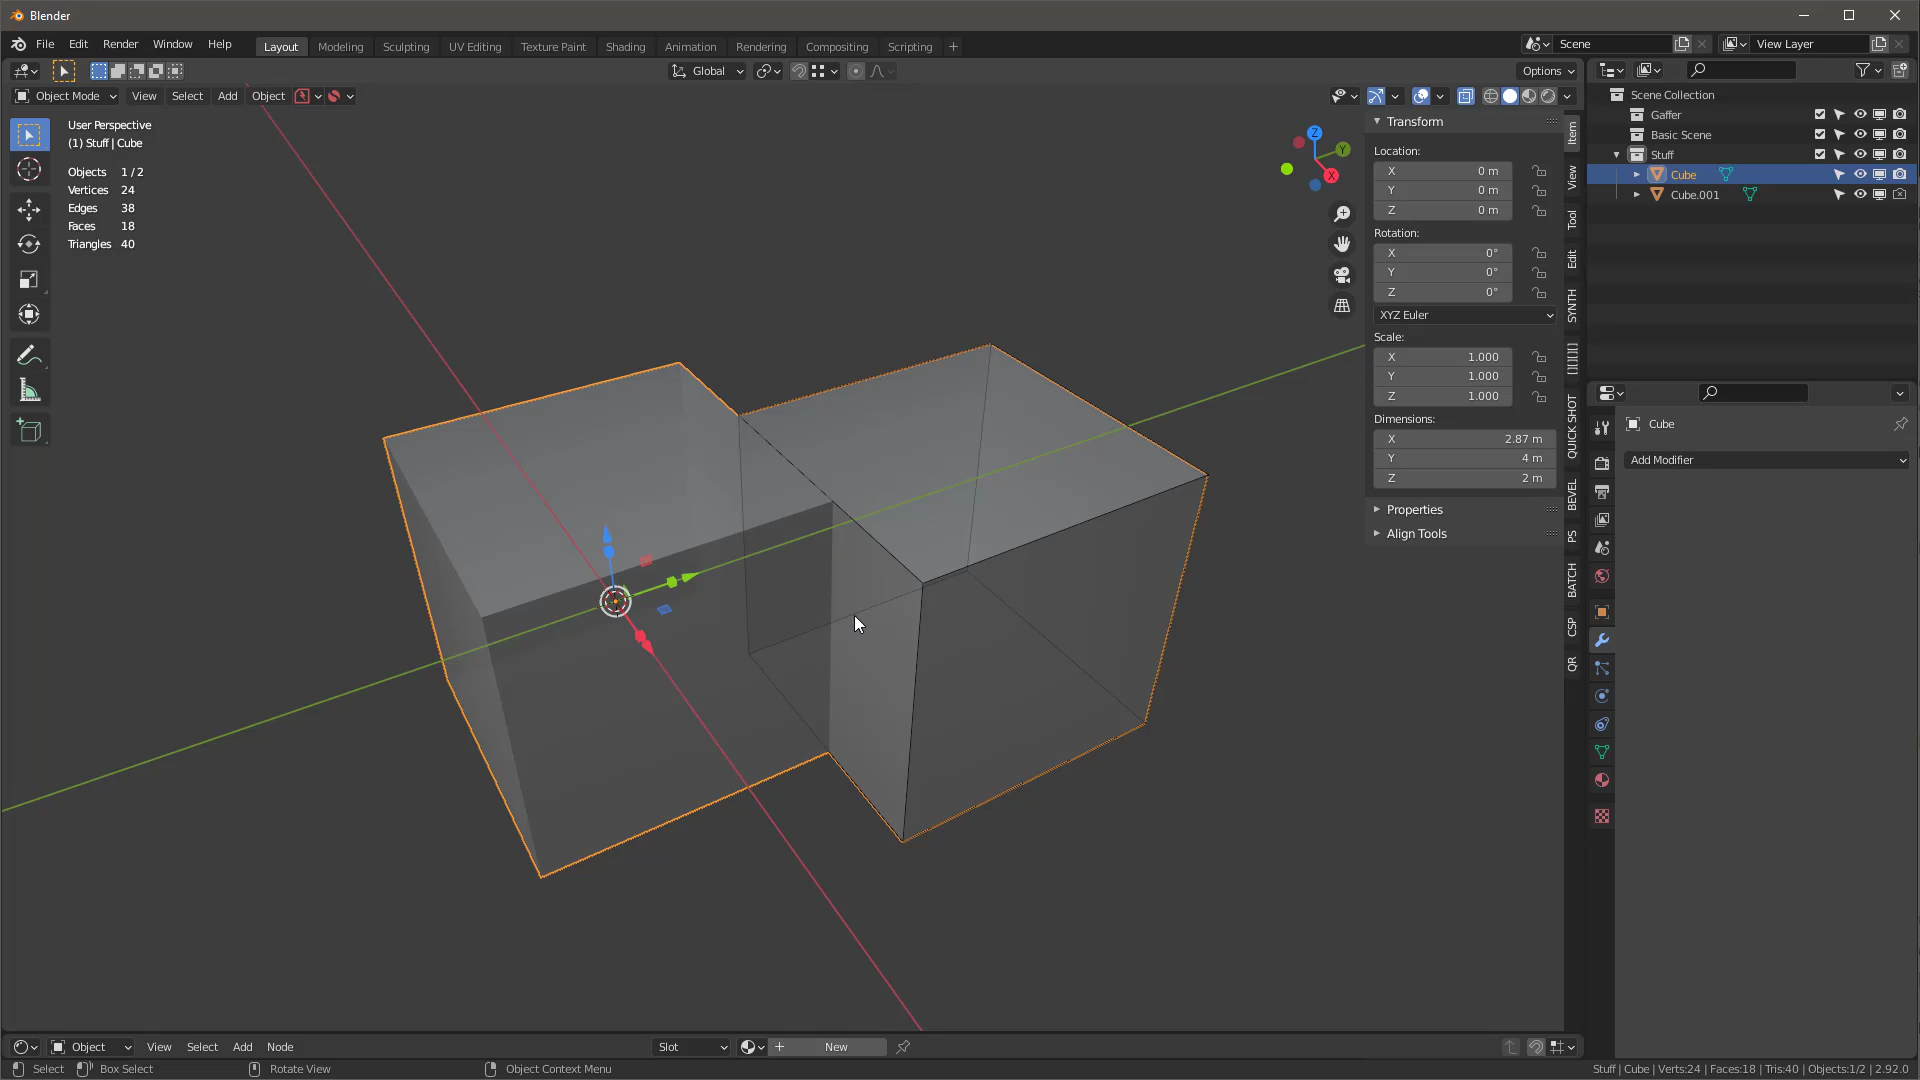 Blender
File Edit Render Window Help Layout Modeling Sculpting UV Editing Texture Paint Shading Animation Rendering Compositing Scripting + Scene View Layer
Global Options
Object Mode View Select Add Object
User Perspective
(1) Stuff | Cube
Objects 1 / 2
Vertices 24
Edges 38
Faces 18
Triangles 40
Z
Y
X
Transform
Location:
X 0 m
Y 0 m
Z 0 m
Rotation:
X 0°
Y 0°
Z 0°
XYZ Euler
Scale:
X 1.000
Y 1.000
Z 1.000
Dimensions:
X 2.87 m
Y 4 m
Z 2 m
Properties
Align Tools
Item
View
Tool
Edit
SYNTH
[][][][]
QUICK SHOT
BEVEL
PS
BATCH
CSP
QR
Scene Collection
Gaffer
Basic Scene
Stuff
Cube
Cube.001
Cube
Add Modifier
Object View Select Add Node Slot + New
Select Box Select Rotate View Object Context Menu Stuff | Cube | Verts:24 | Faces:18 | Tris:40 | Objects:1/2 | 2.92.0